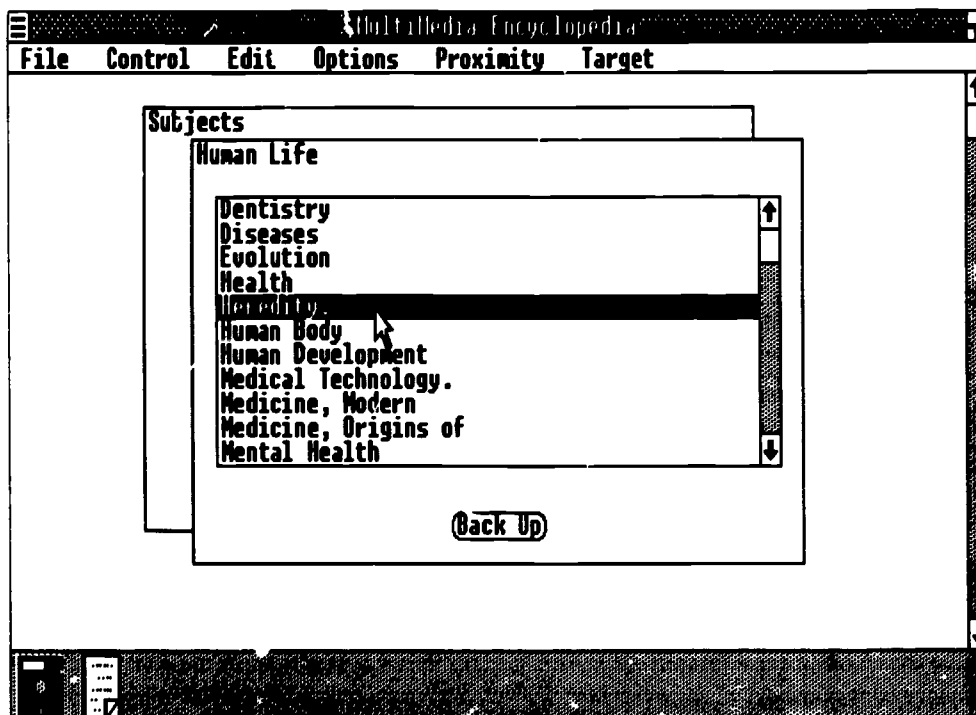 MultiMedia Encyclopedia
File Control Edit Options Proximity Target
Subjects
Human Life
Dentistry
Diseases
Evolution
Health
Heredity.
Human Body
Human Development
Medical Technology.
Medicine, Modern
Medicine, Origins of
Mental Health
Back Up